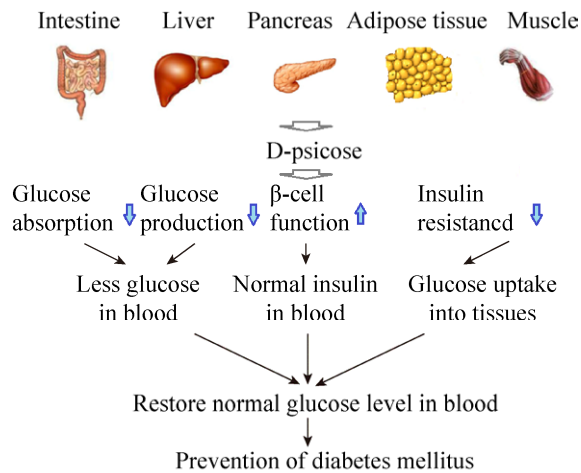 Intestine Liver Pancreas Adipose tissue Muscle
D-psicose
Glucose absorption
Glucose production
β-cell function
Insulin resistancd
Less glucose in blood
Normal insulin in blood
Glucose uptake into tissues
Restore normal glucose level in blood
Prevention of diabetes mellitus